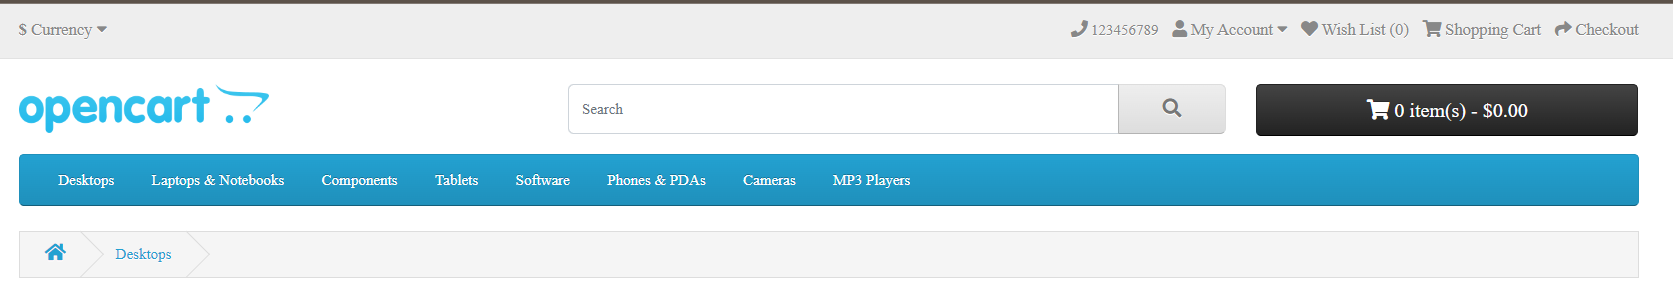 $ Currency 123456789 My Account Wish List (0) Shopping Cart Checkout
opencart Search 0 item(s) - $0.00
Desktops Laptops & Notebooks Components Tablets Software Phones & PDAs Cameras MP3 Players
Desktops